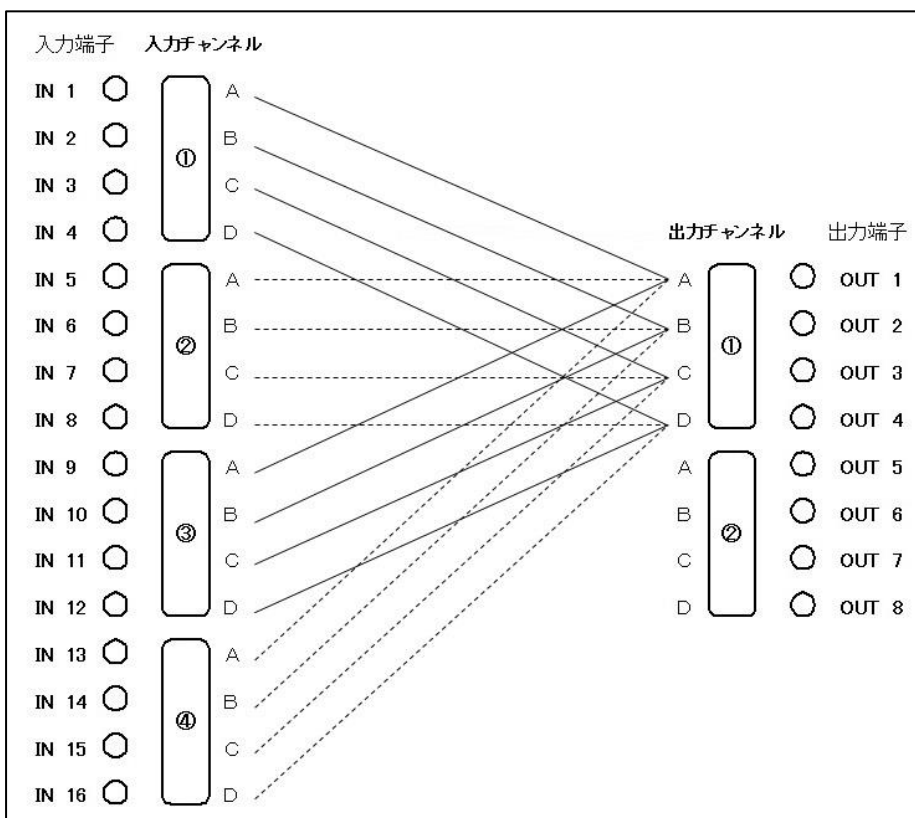 入力端子 入力チャンネル
IN 1 A
IN 2 B
①
IN 3 C
IN 4 D
出力チャンネル 出力端子
IN 5 A A OUT 1
IN 6 B B OUT 2
② ①
IN 7 C C OUT 3
IN 8 D D OUT 4
IN 9 A A OUT 5
IN 10 B B OUT 6
③ ②
IN 11 C C OUT 7
IN 12 D D OUT 8
IN 13 A
IN 14 B
④
IN 15 C
IN 16 D